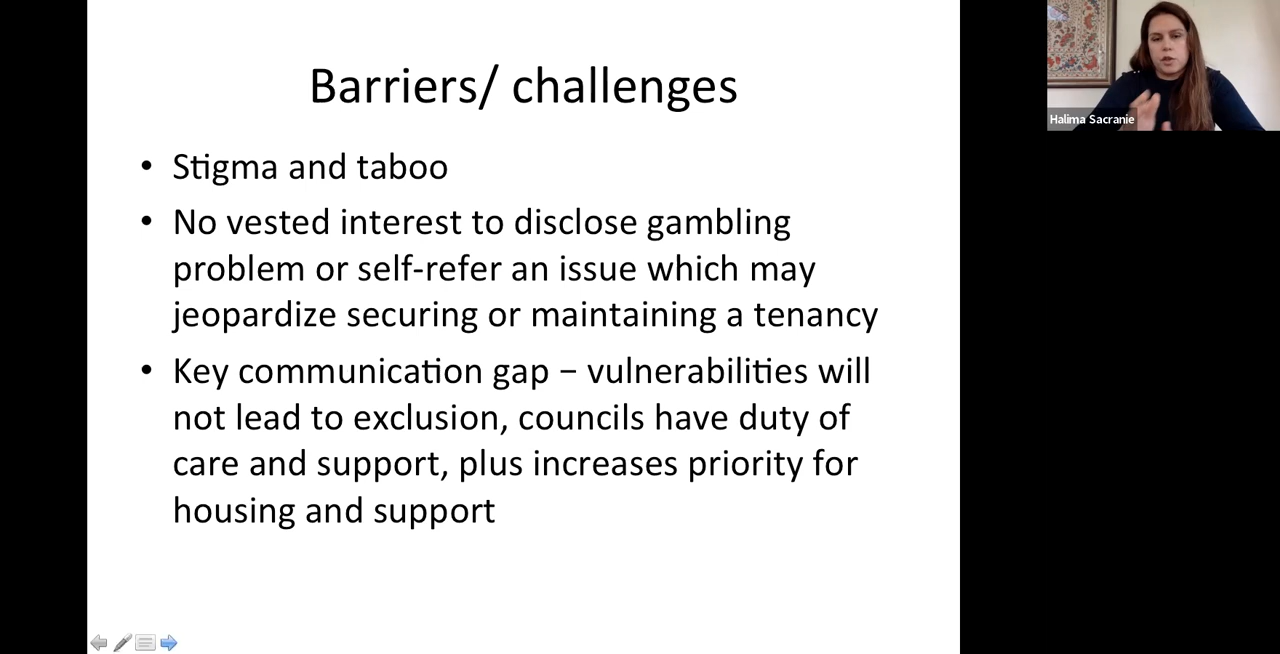 Barriers/ challenges
• Stigma and taboo
• No vested interest to disclose gambling
problem or self-refer an issue which may
jeopardize securing or maintaining a tenancy
• Key communication gap – vulnerabilities will
not lead to exclusion, councils have duty of
care and support, plus increases priority for
housing and support
Halima Sacranie